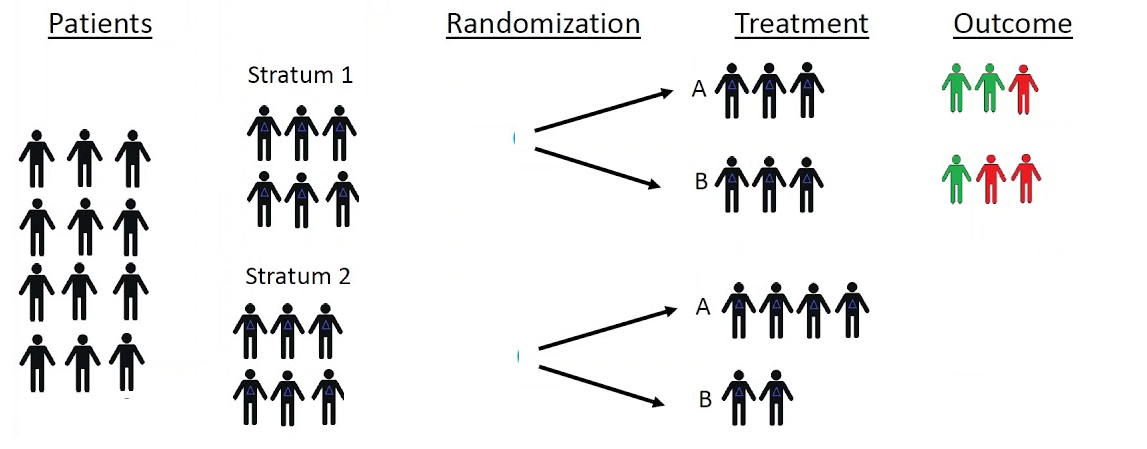 Patients
Randomization
Treatment
Outcome
Stratum 1
A
B
Stratum 2
A
B